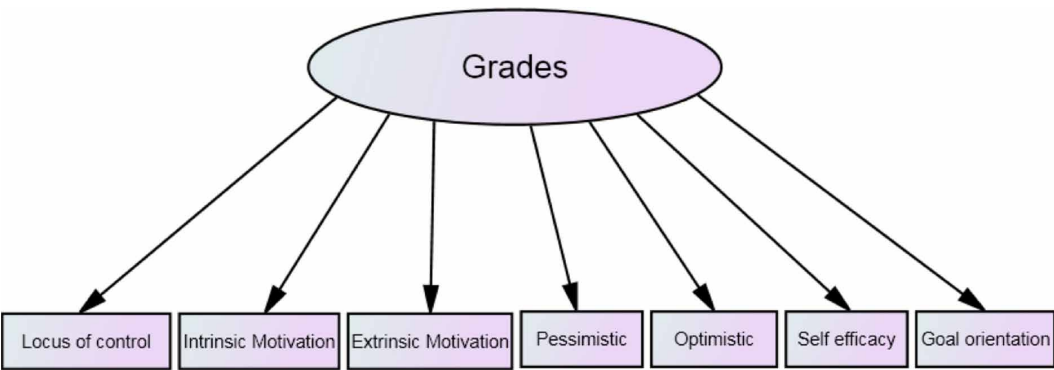 Grades
Locus of control
Intrinsic Motivation
Extrinsic Motivation
Pessimistic
Optimistic
Self efficacy
Goal orientation